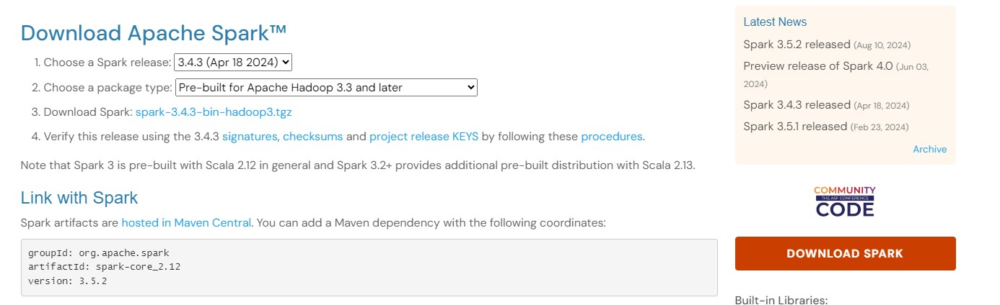 Download Apache Spark™
1. Choose a Spark release: 3.4.3 (Apr 18 2024)
2. Choose a package type: Pre-built for Apache Hadoop 3.3 and later
3. Download Spark: spark-3.4.3-bin-hadoop3.tgz
4. Verify this release using the 3.4.3 signatures, checksums and project release KEYS by following these procedures.
Note that Spark 3 is pre-built with Scala 2.12 in general and Spark 3.2+ provides additional pre-built distribution with Scala 2.13.
Link with Spark
Spark artifacts are hosted in Maven Central. You can add a Maven dependency with the following coordinates:
groupId: org.apache.spark
artifactId: spark-core_2.12
version: 3.5.2
Latest News
Spark 3.5.2 released (Aug 10, 2024)
Preview release of Spark 4.0 (Jun 03,
2024)
Spark 3.4.3 released (Apr 18, 2024)
Spark 3.5.1 released (Feb 23, 2024)
Archive
COMMUNITY
THE ASF CONFERENCE
CODE
DOWNLOAD SPARK
Built-in Libraries: